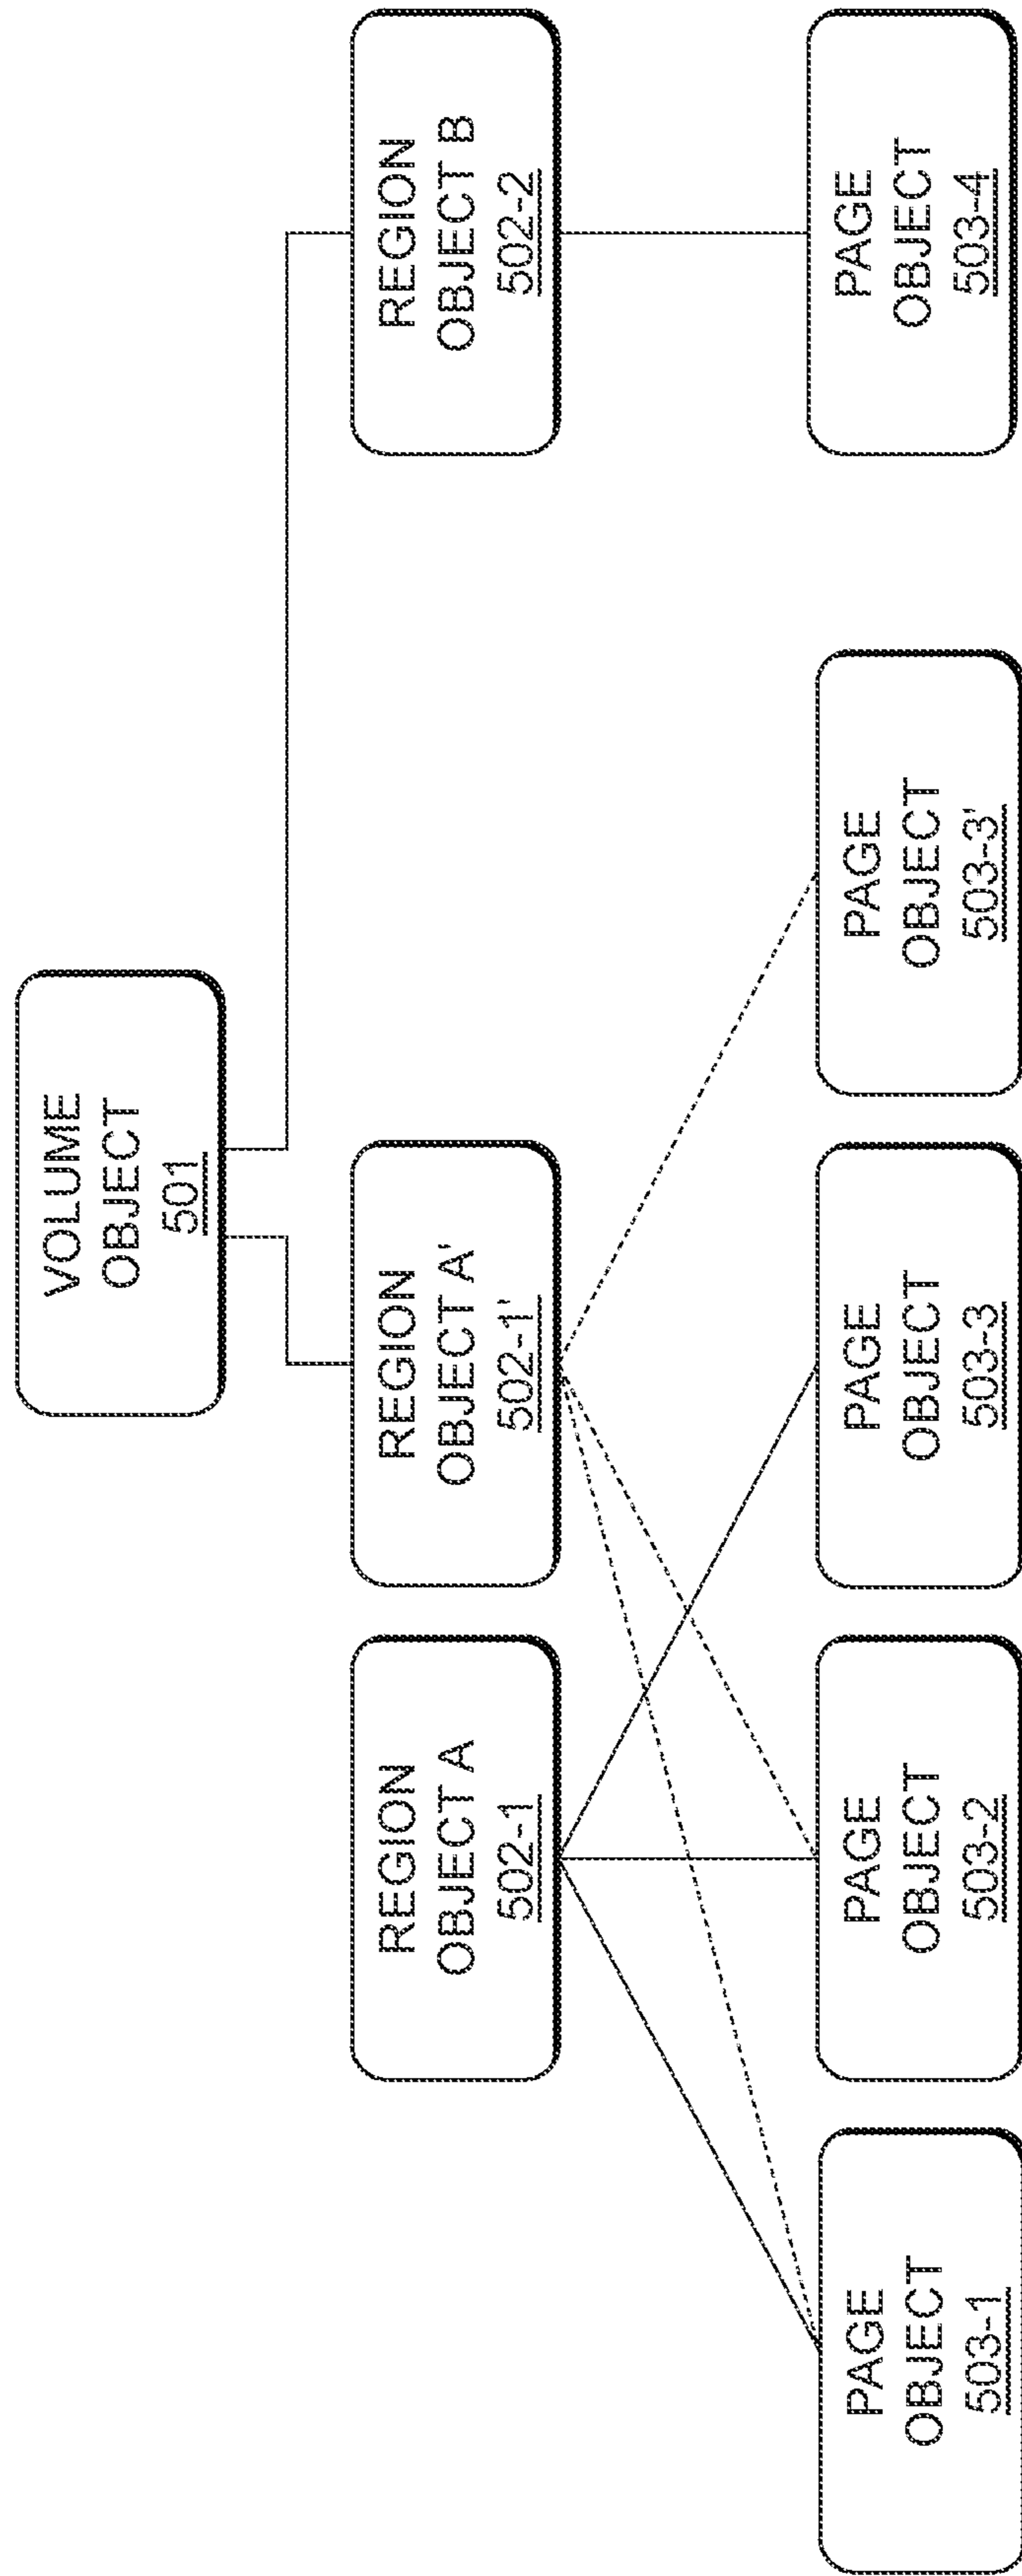 VOLUME
OBJECT
501
REGION
OBJECT A
502-1
REGION
OBJECT A'
502-1'
REGION
OBJECT B
502-2
PAGE
OBJECT
503-1
PAGE
OBJECT
503-2
PAGE
OBJECT
503-3
PAGE
OBJECT
503-3'
PAGE
OBJECT
503-4